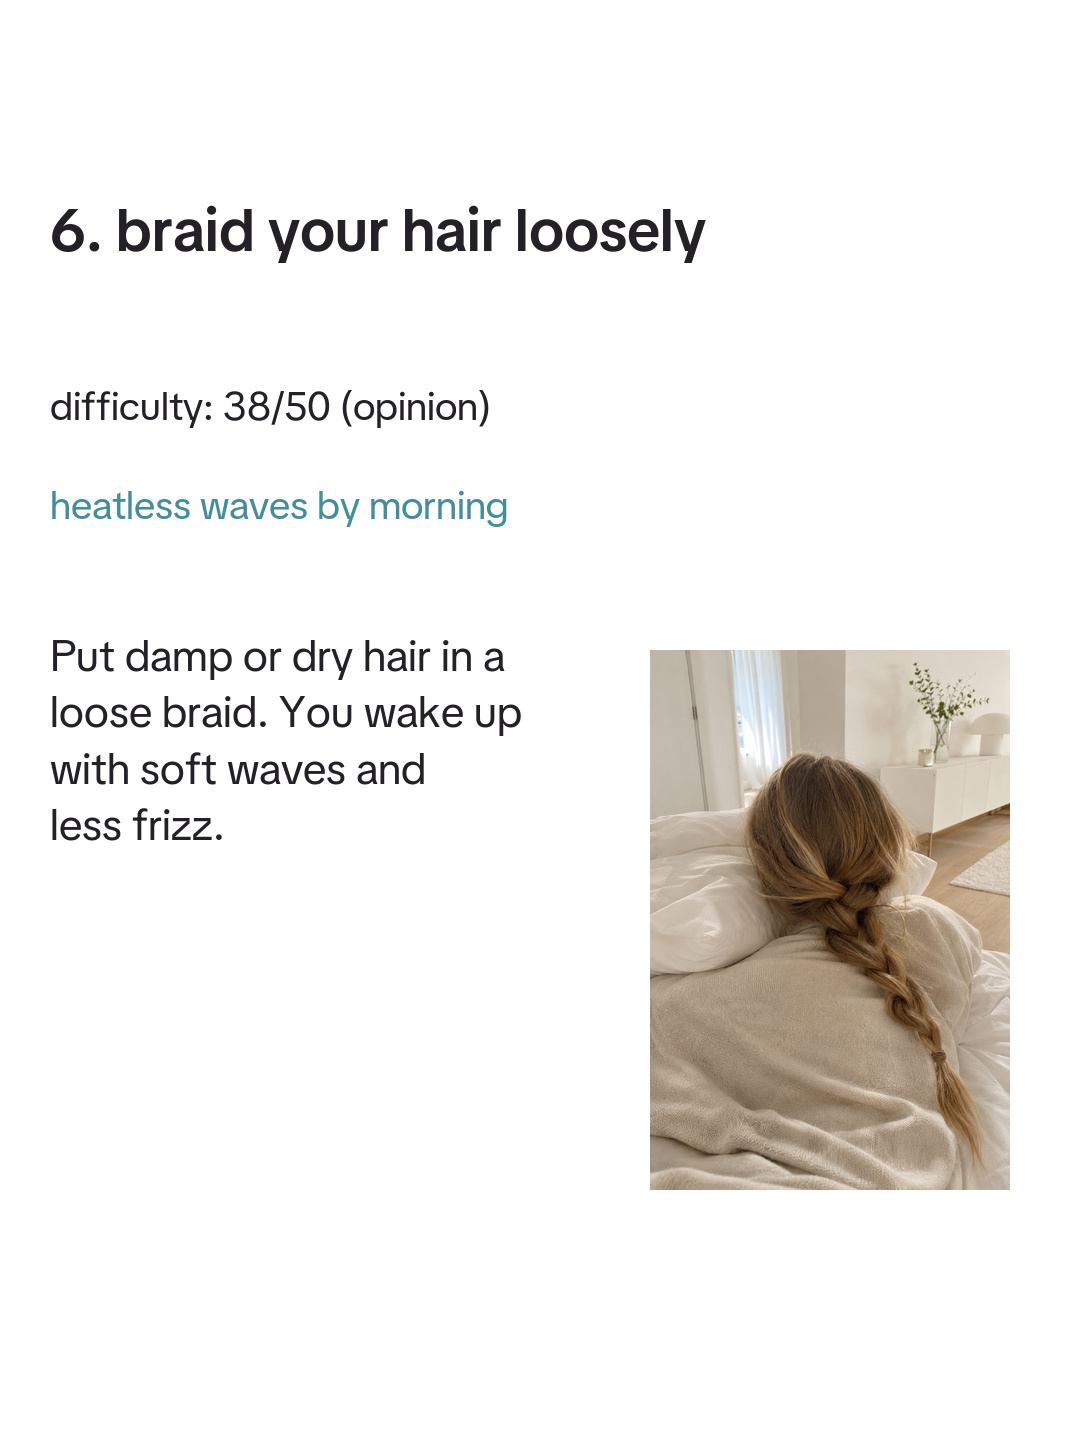 6. braid your hair loosely
difficulty: 38/50 (opinion)
heatless waves by morning
Put damp or dry hair in a
loose braid. You wake up
with soft waves and
less frizz.